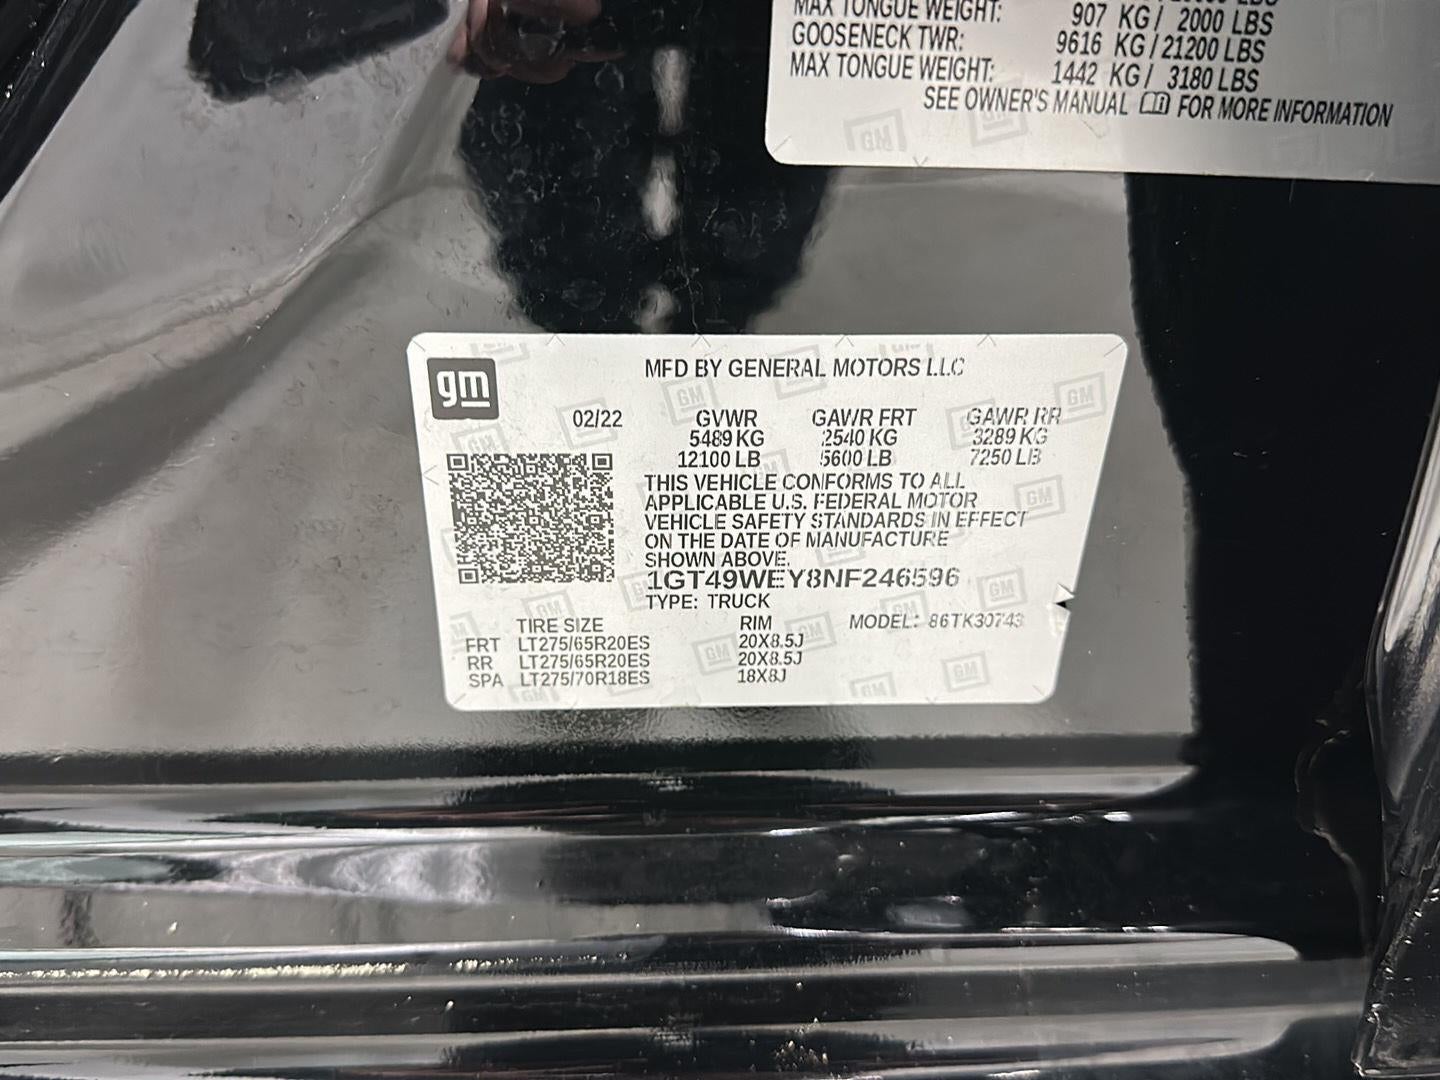 MAX TONGUE WEIGHT: 907 KG/ 2000 LBS
GOOSENECK TWR: 9616 KG/21200 LBS
MAX TONGUE WEIGHT: 1442 KG/ 3180 LBS
SEE OWNER'S MANUAL FOR MORE INFORMATION
gm
MFD BY GENERAL MOTORS LLC
02/22 GVWR GAWR FRT GAWR RR
5489 KG 2540 KG 3289 KG
12100 LB 5600 LB 7250 LB
THIS VEHICLE CONFORMS TO ALL
APPLICABLE U.S. FEDERAL MOTOR
VEHICLE SAFETY STANDARDS IN EFFECT
ON THE DATE OF MANUFACTURE
SHOWN ABOVE.
1GT49WEY8NF246596
TYPE: TRUCK
TIRE SIZE RIM MODEL: 86TK30743
FRT LT275/65R20ES 20X8.5J
RR LT275/65R20ES 20X8.5J
SPA LT275/70R18ES 18X8J